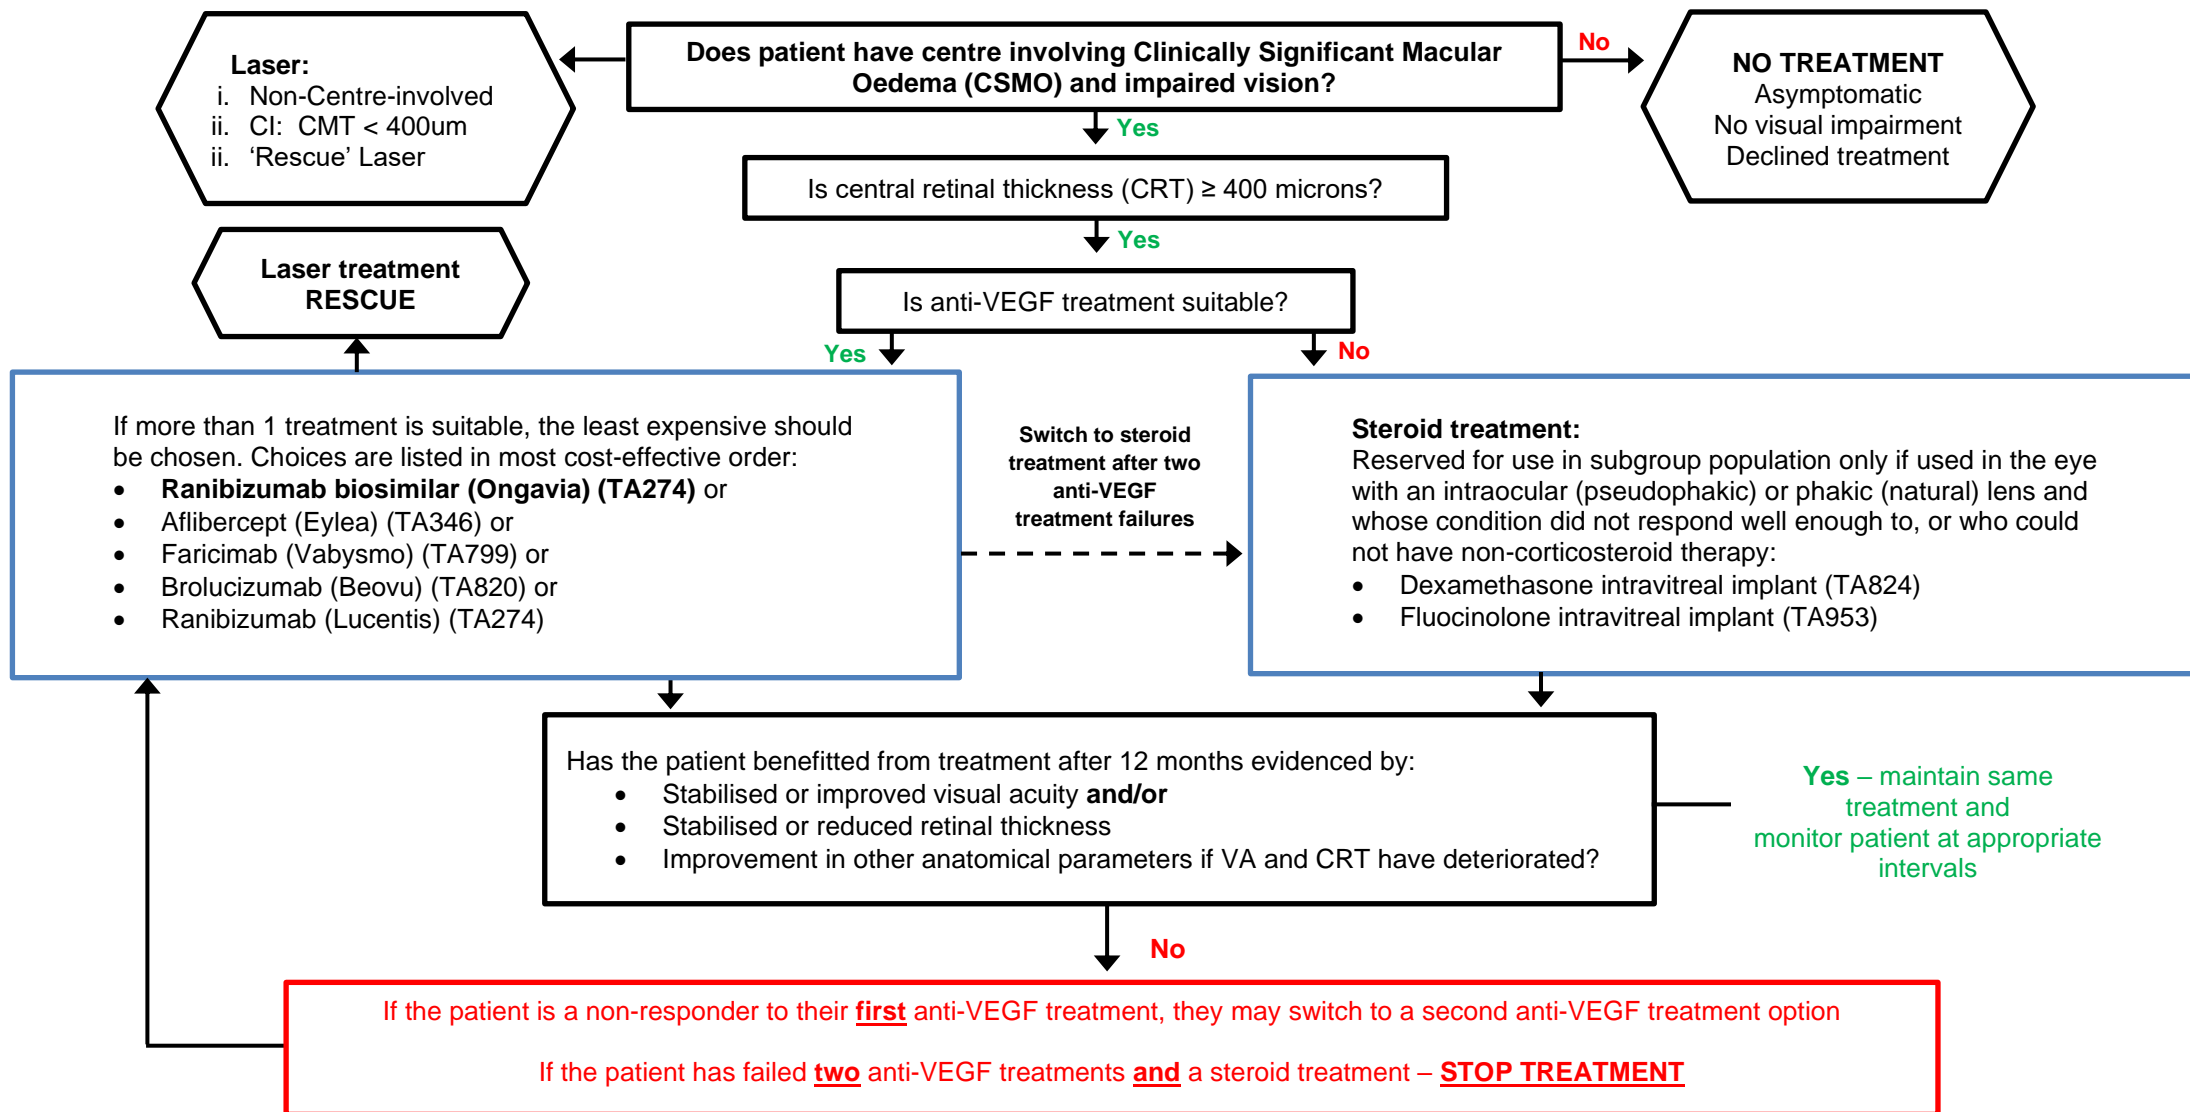 Does patient have centre involving Clinically Significant Macular
Oedema (CSMO) and impaired vision?
No
NO TREATMENT
Asymptomatic
No visual impairment
Declined treatment
Laser:
i. Non-Centre-involved
ii. CI: CMT < 400um
ii. ‘Rescue’ Laser
Yes
Is central retinal thickness (CRT) ≥ 400 microns?
Yes
Laser treatment
RESCUE
Is anti-VEGF treatment suitable?
Yes
No
If more than 1 treatment is suitable, the least expensive should
be chosen. Choices are listed in most cost-effective order:
• Ranibizumab biosimilar (Ongavia) (TA274) or
• Aflibercept (Eylea) (TA346) or
• Faricimab (Vabysmo) (TA799) or
• Brolucizumab (Beovu) (TA820) or
• Ranibizumab (Lucentis) (TA274)
Switch to steroid
treatment after two
anti-VEGF
treatment failures
Steroid treatment:
Reserved for use in subgroup population only if used in the eye
with an intraocular (pseudophakic) or phakic (natural) lens and
whose condition did not respond well enough to, or who could
not have non-corticosteroid therapy:
• Dexamethasone intravitreal implant (TA824)
• Fluocinolone intravitreal implant (TA953)
Has the patient benefitted from treatment after 12 months evidenced by:
• Stabilised or improved visual acuity and/or
• Stabilised or reduced retinal thickness
• Improvement in other anatomical parameters if VA and CRT have deteriorated?
Yes – maintain same
treatment and
monitor patient at appropriate
intervals
No
If the patient is a non-responder to their first anti-VEGF treatment, they may switch to a second anti-VEGF treatment option
If the patient has failed two anti-VEGF treatments and a steroid treatment – STOP TREATMENT